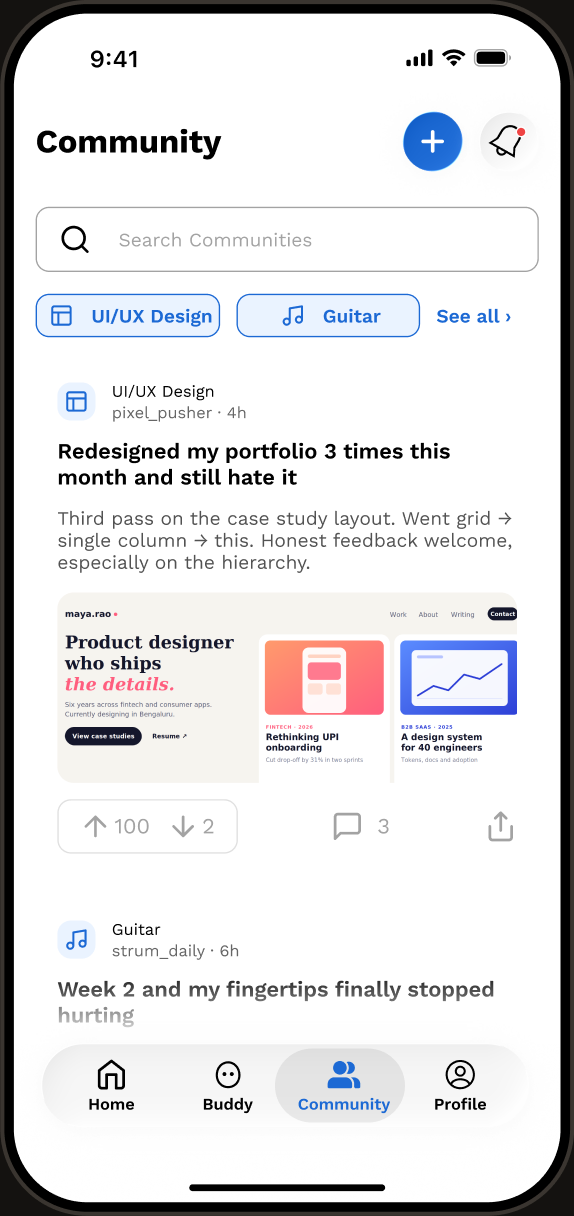 9:41
Community
Search Communities
UI/UX Design
Guitar
See all ›
UI/UX Design
pixel_pusher · 4h
Redesigned my portfolio 3 times this
month and still hate it
Third pass on the case study layout. Went grid →
single column → this. Honest feedback welcome,
especially on the hierarchy.
maya.rao
Work About Writing Contact
Product designer
who ships
the details.
Six years across fintech and consumer apps.
Currently designing in Bengaluru.
View case studies Resume ↗
FINTECH · 2026
Rethinking UPI
onboarding
Cut drop-off by 31% in two sprints
B2B SAAS · 2025
A design system
for 40 engineers
Tokens, docs and adoption
100 2 3
Guitar
strum_daily · 6h
Week 2 and my fingertips finally stopped
hurting
Home Buddy Community Profile